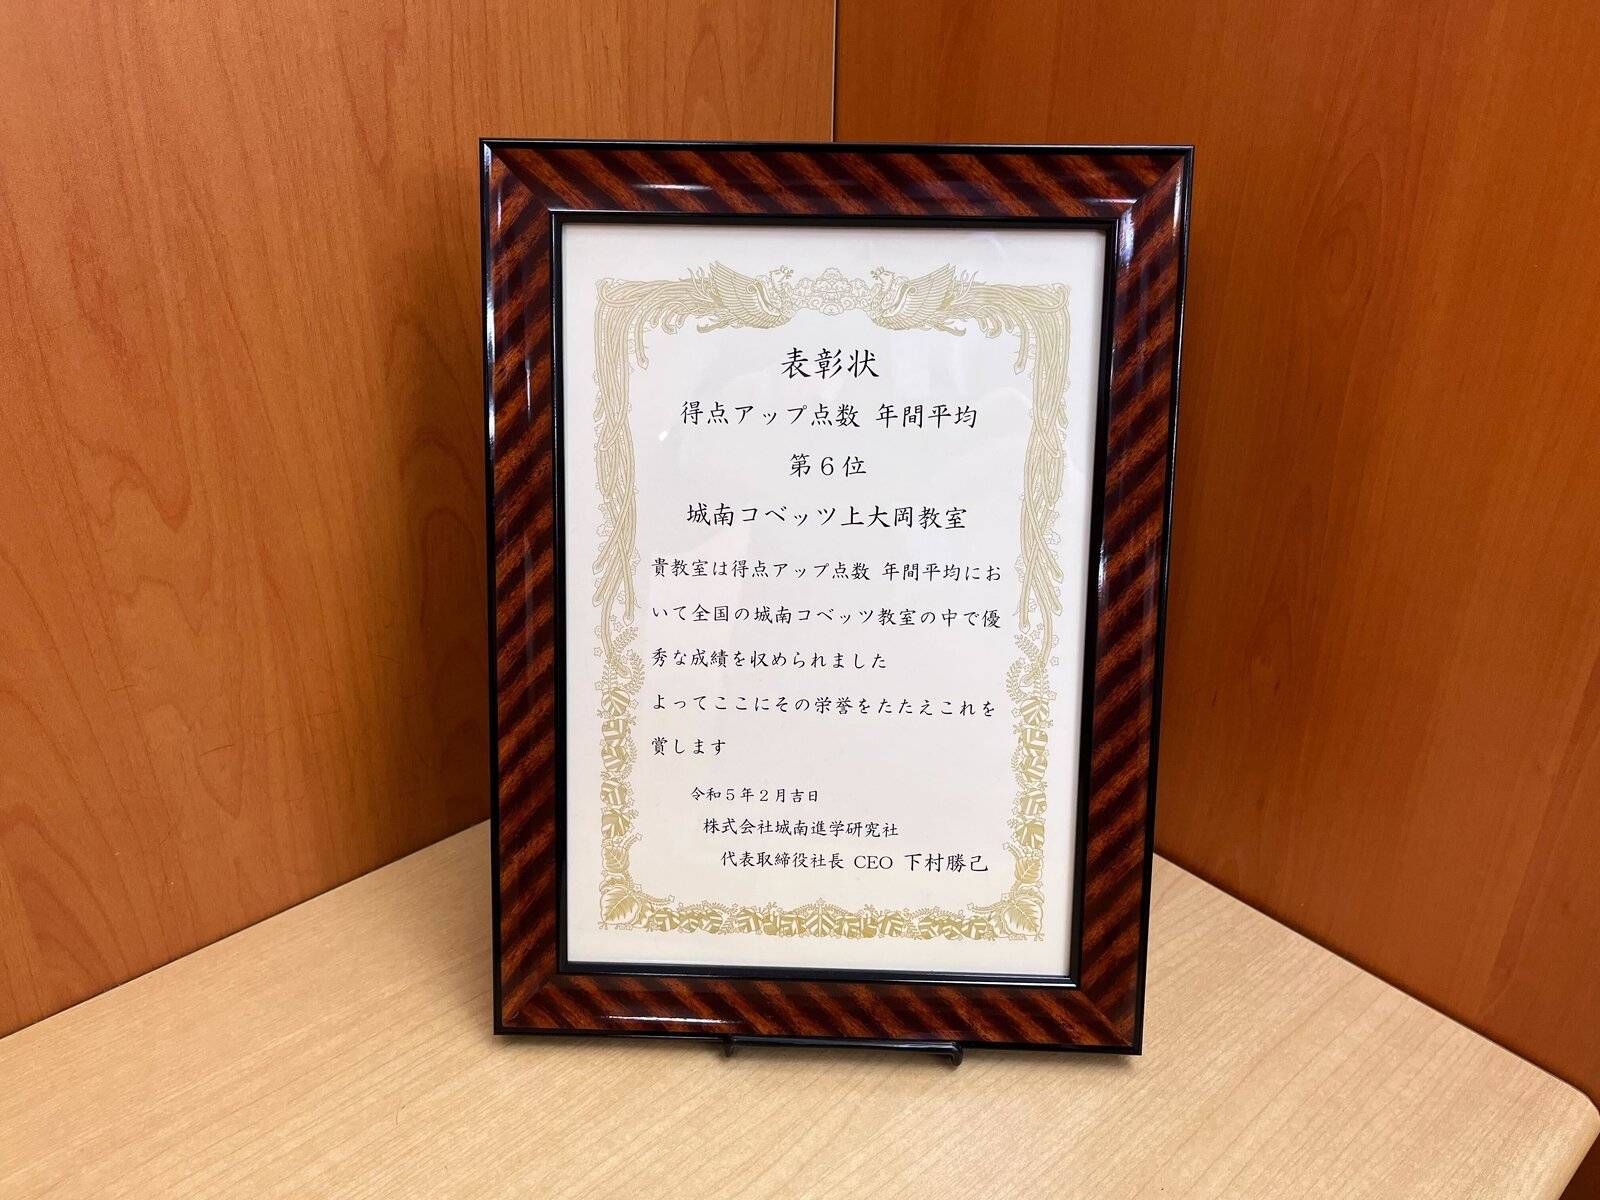 表彰状
得点アップ点数 年間平均
第6位
城南コベッツ上大岡教室
貴教室は得点アップ点数 年間平均にお
いて全国の城南コベッツ教室の中で優
秀な成績を収められました
よってここにその栄誉をたたえこれを
賞します
令和5年2月吉日
株式会社城南進学研究社
代表取締役社長 CEO 下村勝己